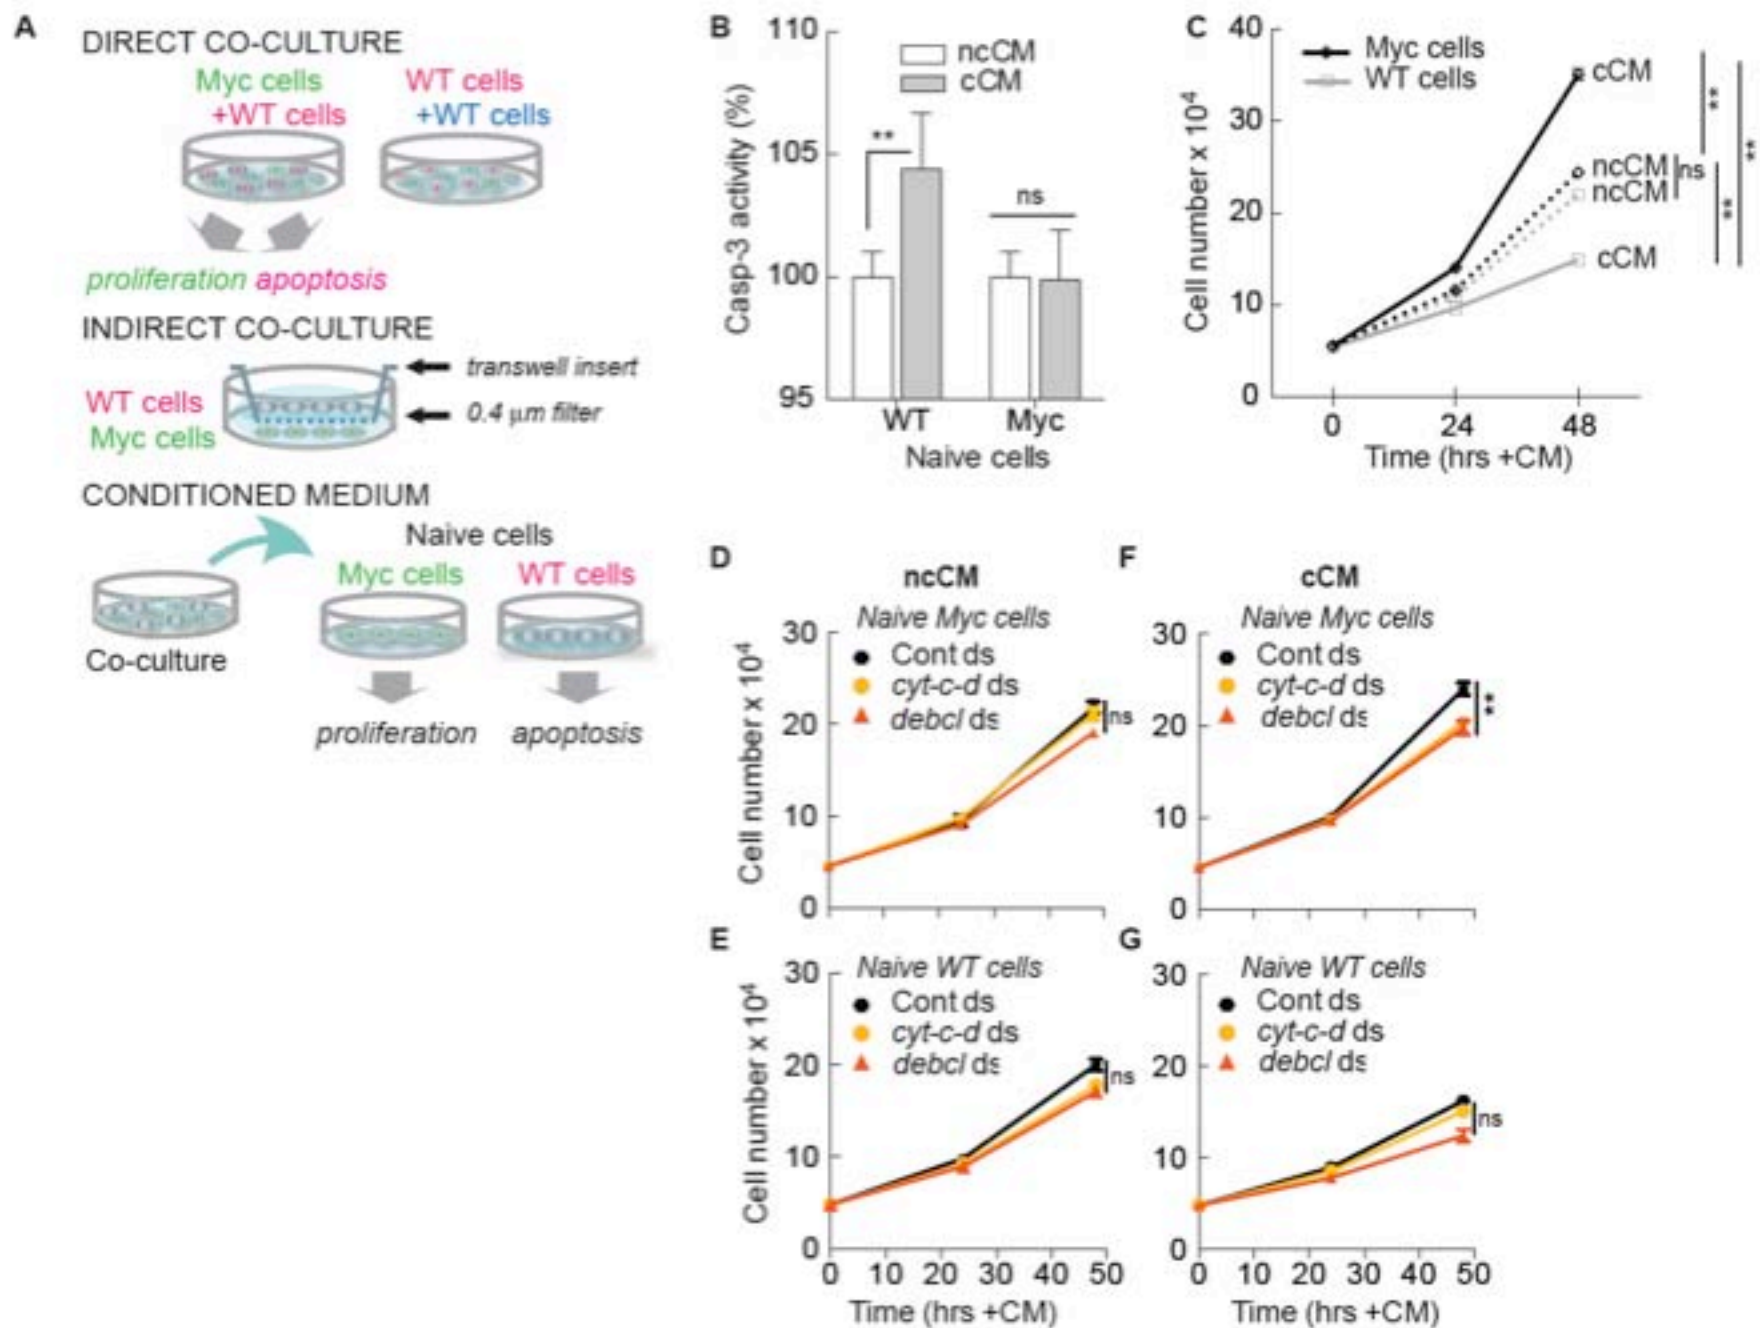 A
DIRECT CO-CULTURE
Myc cells
+WT cells
WT cells
+WT cells
proliferation apoptosis
INDIRECT CO-CULTURE
transwell insert
WT cells
Myc cells
0.4 μm filter
CONDITIONED MEDIUM
Naive cells
Myc cells
WT cells
Co-culture
proliferation
apoptosis
B
110
105
100
95
Casp-3 activity (%)
ncCM
cCM
**
ns
WT
Myc
Naive cells
C
40
30
20
10
0
Cell number x 10⁴
Myc cells
WT cells
cCM
ncCM
ncCM
cCM
**
ns
**
**
0
24
48
Time (hrs +CM)
D
ncCM
Naive Myc cells
Cont ds
cyt-c-d ds
debcl ds
30
20
10
0
Cell number x 10⁴
ns
F
cCM
Naive Myc cells
Cont ds
cyt-c-d ds
debcl ds
30
20
10
0
**
E
Naive WT cells
Cont ds
cyt-c-d ds
debcl ds
30
20
10
0
Cell number x 10⁴
ns
0 10 20 30 40 50
Time (hrs +CM)
G
Naive WT cells
Cont ds
cyt-c-d ds
debcl ds
30
20
10
0
ns
0 10 20 30 40 50
Time (hrs +CM)